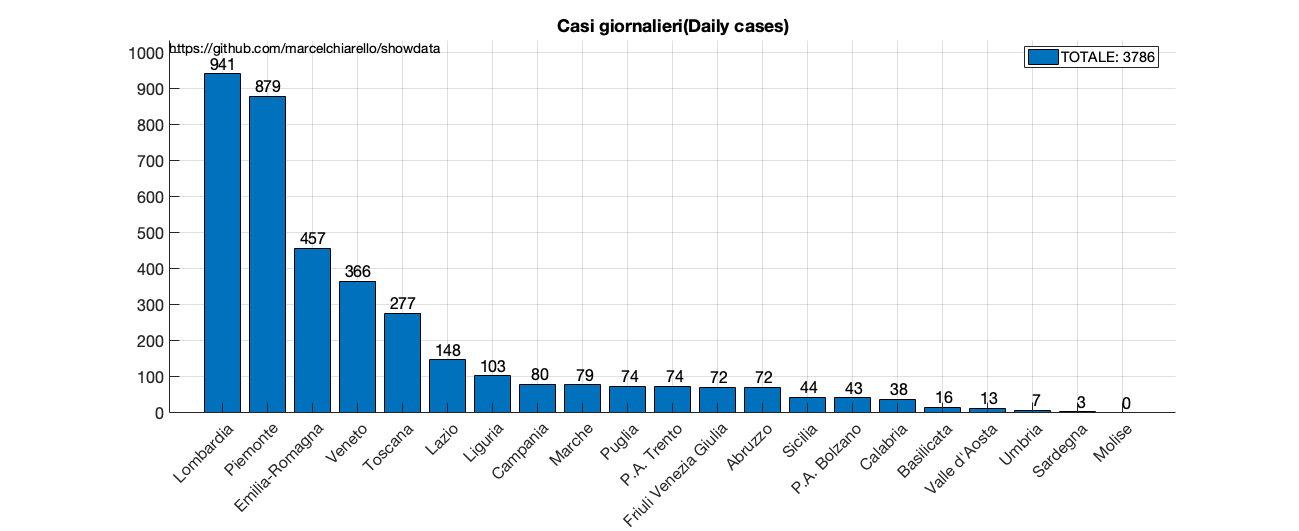 Casi giornalieri(Daily cases)
https://github.com/marcelchiarello/showdata
TOTALE: 3786
1000
900
800
700
600
500
400
300
200
100
0
941
879
457
366
277
148
103
80
79
74
74
72
72
44
43
38
16
13
7
3
0
Lombardia
Piemonte
Emilia-Romagna
Veneto
Toscana
Lazio
Liguria
Campania
Marche
Puglia
P.A. Trento
Friuli Venezia Giulia
Abruzzo
Sicilia
P.A. Bolzano
Calabria
Basilicata
Valle d'Aosta
Umbria
Sardegna
Molise